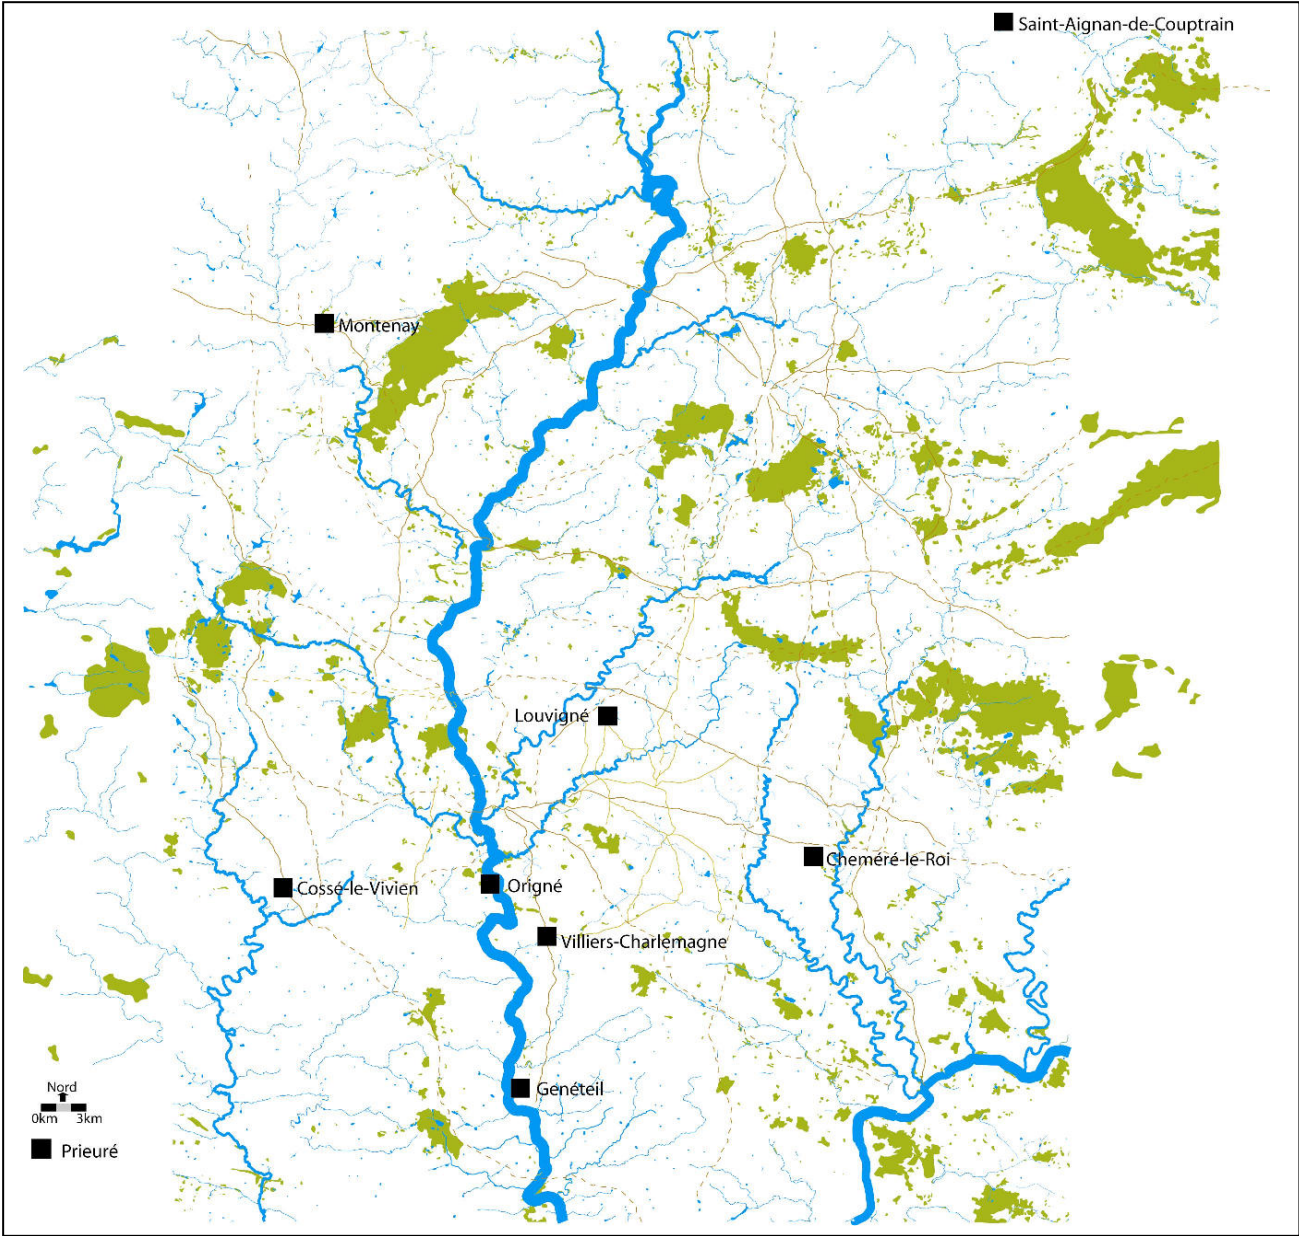 Saint-Aignan-de-Couptrain
Montenay
Louvigné
Cheméré-le-Roi
Cossé-le-Vivien
Origné
Villiers-Charlemagne
Genéteil
Nord
0km 3km
Prieuré